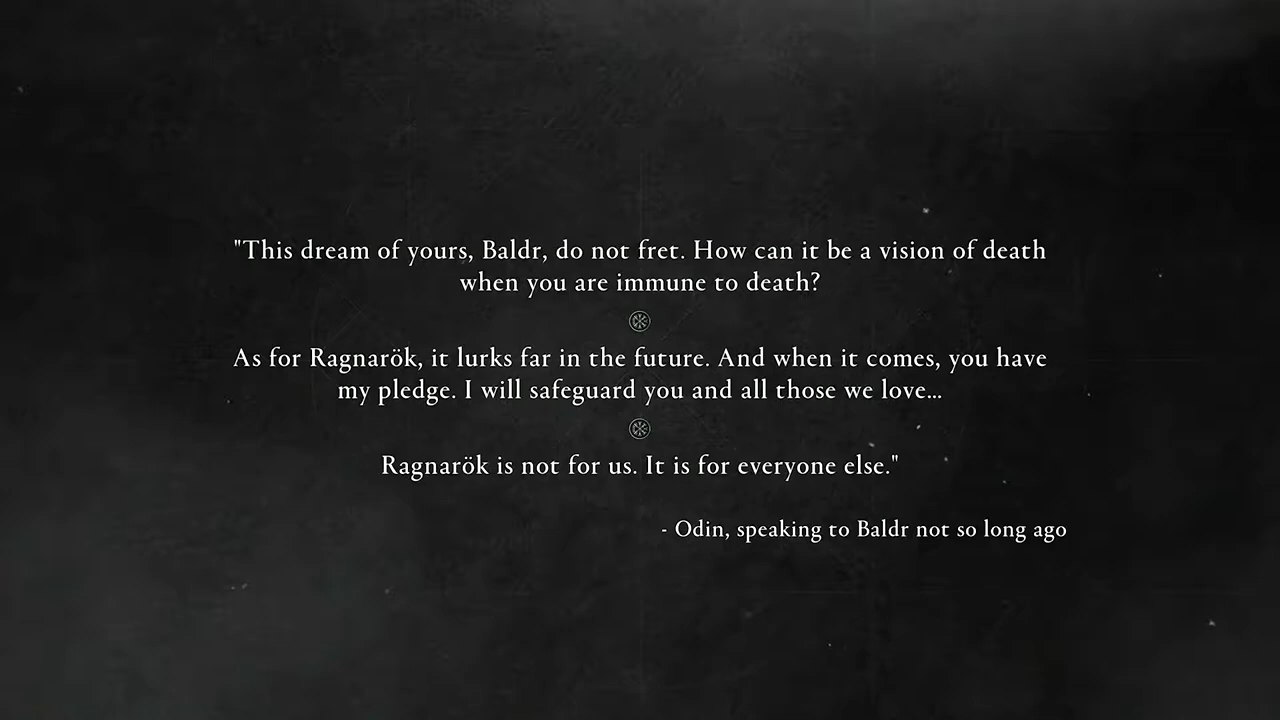 "This dream of yours, Baldr, do not fret. How can it be a vision of death
when you are immune to death?
As for Ragnarök, it lurks far in the future. And when it comes, you have
my pledge. I will safeguard you and all those we love...
Ragnarök is not for us. It is for everyone else."
- Odin, speaking to Baldr not so long ago